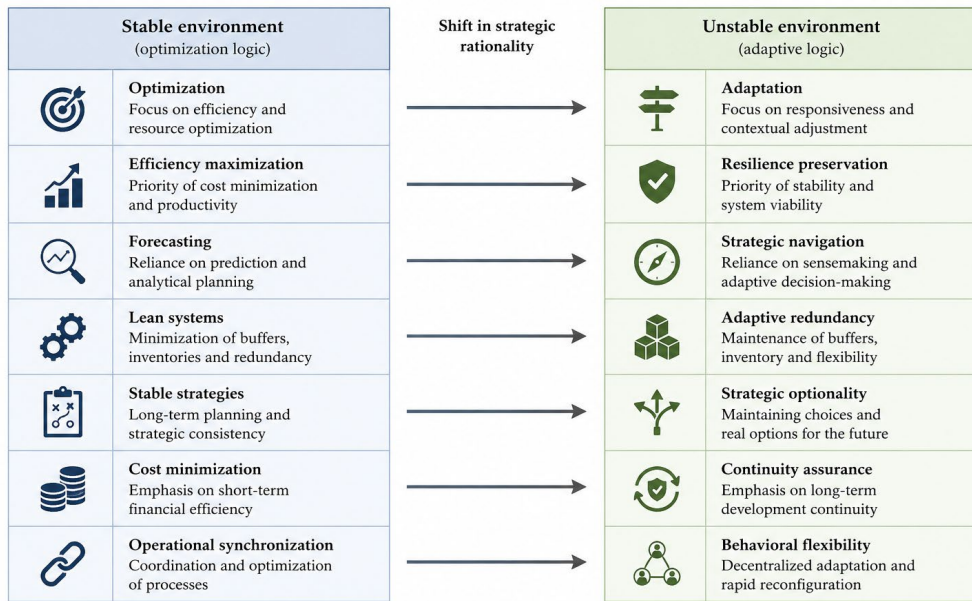 Stable environment
(optimization logic)
Shift in strategic
rationality
Unstable environment
(adaptive logic)
Optimization
Focus on efficiency and
resource optimization
Adaptation
Focus on responsiveness and
contextual adjustment
Efficiency maximization
Priority of cost minimization
and productivity
Resilience preservation
Priority of stability and
system viability
Forecasting
Reliance on prediction and
analytical planning
Strategic navigation
Reliance on sensemaking and
adaptive decision-making
Lean systems
Minimization of buffers,
inventories and redundancy
Adaptive redundancy
Maintenance of buffers,
inventory and flexibility
Stable strategies
Long-term planning and
strategic consistency
Strategic optionality
Maintaining choices and
real options for the future
Cost minimization
Emphasis on short-term
financial efficiency
Continuity assurance
Emphasis on long-term
development continuity
Operational synchronization
Coordination and optimization
of processes
Behavioral flexibility
Decentralized adaptation and
rapid reconfiguration